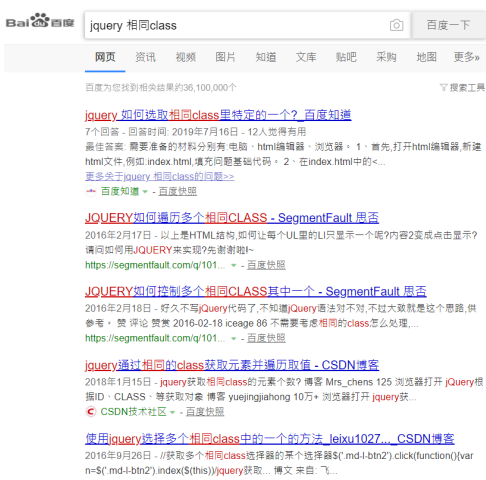 Bai 百度 jquery 相同class 百度一下
网页 资讯 视频 图片 知道 文库 贴吧 采购 地图 更多»
百度为您找到相关结果约36,100,000个 搜索工具
jquery 如何选取相同class里特定的一个?_百度知道
7个回答 - 回答时间: 2019年7月16日 - 12人觉得有用
最佳答案: 需要准备的材料分别有:电脑、html编辑器、浏览器。 1、首先,打开html编辑器,新建
html文件,例如:index.html,填充问题基础代码。 2、在index.html中的<...
更多关于jquery 相同class的问题>>
百度知道 - 百度快照
JQUERY如何遍历多个相同CLASS - SegmentFault 思否
2016年2月17日 - 以上是HTML结构,如何让每个UL里的LI只显示一个呢?内容2变成点击显示?
请问如何用JQUERY来实现?先谢谢啦!~
https://segmentfault.com/q/101... - 百度快照
JQUERY如何控制多个相同CLASS其中一个 - SegmentFault 思否
2016年2月18日 - 好久不写jQuery代码了,不知道jQuery语法对不对,不过大致就是这个思路,供
参考。 赞 评论 赞赏 2016-02-18 iceage 86 不需要考虑相同的class怎么处理,...
https://segmentfault.com/q/101... - 百度快照
jquery通过相同的class获取元素并遍历取值 - CSDN博客
2018年1月15日 - jquery获取相同class的元素个数? 博客 Mrs_chens 125 浏览器打开 jQuery根
据ID、CLASS、等获取对象 博客 yuejingjiahong 10万+ 浏览器打开 jquery获...
CSDN技术社区 - 百度快照
使用jquery选择多个相同class中的一个的方法_leixu1027..._CSDN博客
2016年9月26日 - //获取多个相同class选择器的某个选择器$('.md-l-btn2').click(function(){var
n=$('.md-l-btn2').index($(this))/jquery获取... 博文 来自: 飞...